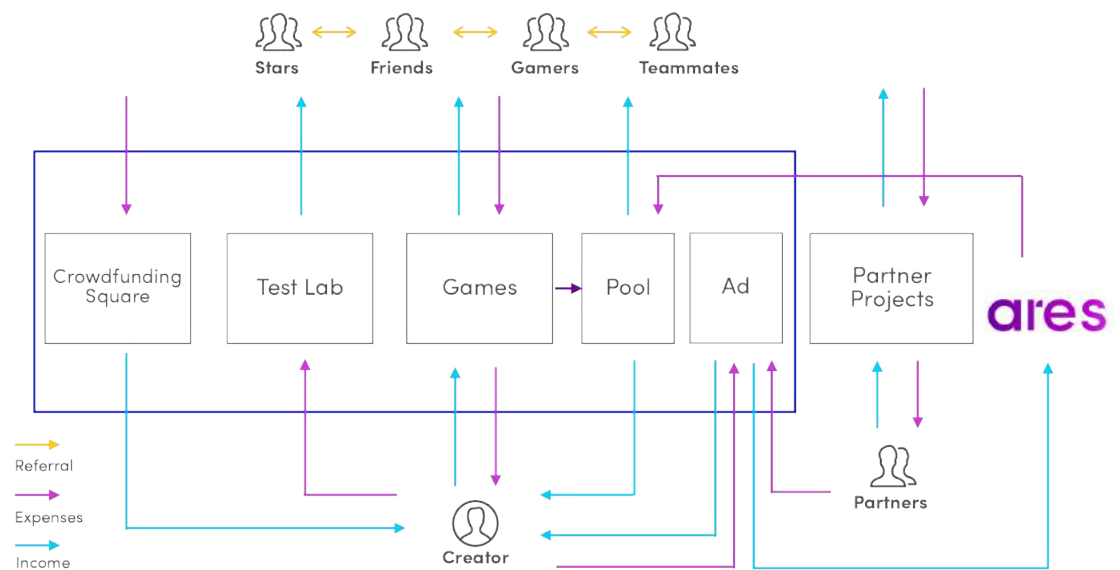 Stars
Friends
Gamers
Teammates
Crowdfunding
Square
Test Lab
Games
Pool
Ad
Partner
Projects
ares
Referral
Expenses
Income
Creator
Partners